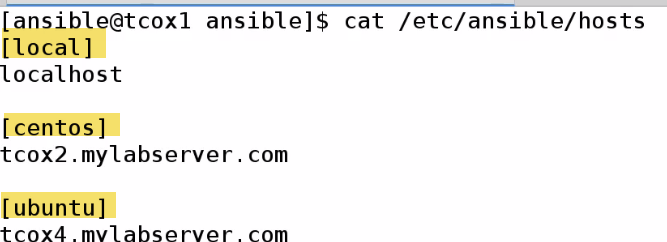 [ansible@tcox1 ansible]$ cat /etc/ansible/hosts
[local]
localhost
[centos]
tcox2.mylabserver.com
[ubuntu]
tcox4.mylabserver.com